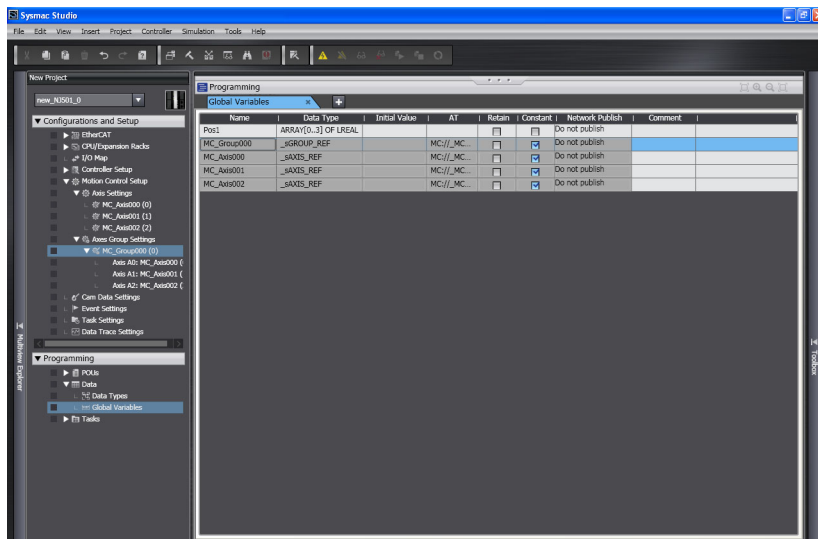 Sysmac Studio
File Edit View Insert Project Controller Simulation Tools Help
New Project
new_NJ501_0
Configurations and Setup
EtherCAT
CPU/Expansion Racks
I/O Map
Controller Setup
Motion Control Setup
Axis Settings
MC_Axis000 (0)
MC_Axis001 (1)
MC_Axis002 (2)
Axes Group Settings
MC_Group000 (0)
Axis A0: MC_Axis000 (
Axis A1: MC_Axis001 (
Axis A2: MC_Axis002 (
Cam Data Settings
Event Settings
Task Settings
Data Trace Settings
Programming
POUs
Data
Data Types
Global Variables
Tasks
Multiview Explorer
Programming
Global Variables × +
Name Data Type Initial Value AT Retain Constant Network Publish Comment
Pos1 ARRAY[0..3] OF LREAL Do not publish
MC_Group000 _sGROUP_REF MC://_MC... Do not publish
MC_Axis000 _sAXIS_REF MC://_MC... Do not publish
MC_Axis001 _sAXIS_REF MC://_MC... Do not publish
MC_Axis002 _sAXIS_REF MC://_MC... Do not publish
Toolbox